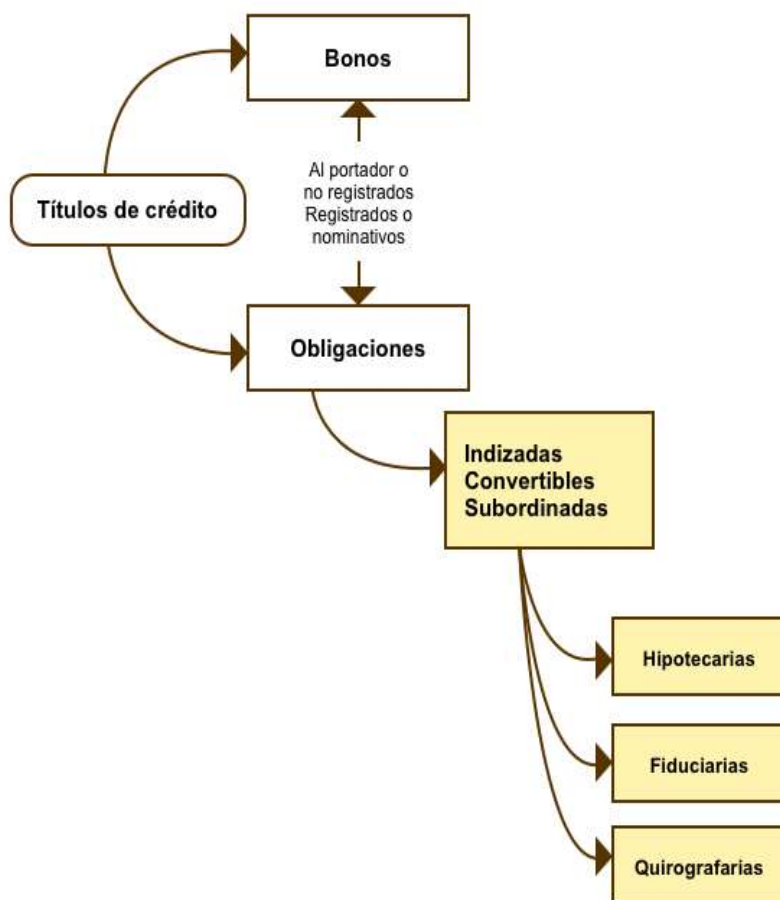 Bonos
Al portador o
no registrados
Registrados o
nominativos
Títulos de crédito
Obligaciones
Indizadas
Convertibles
Subordinadas
Hipotecarias
Fiduciarias
Quirografarias